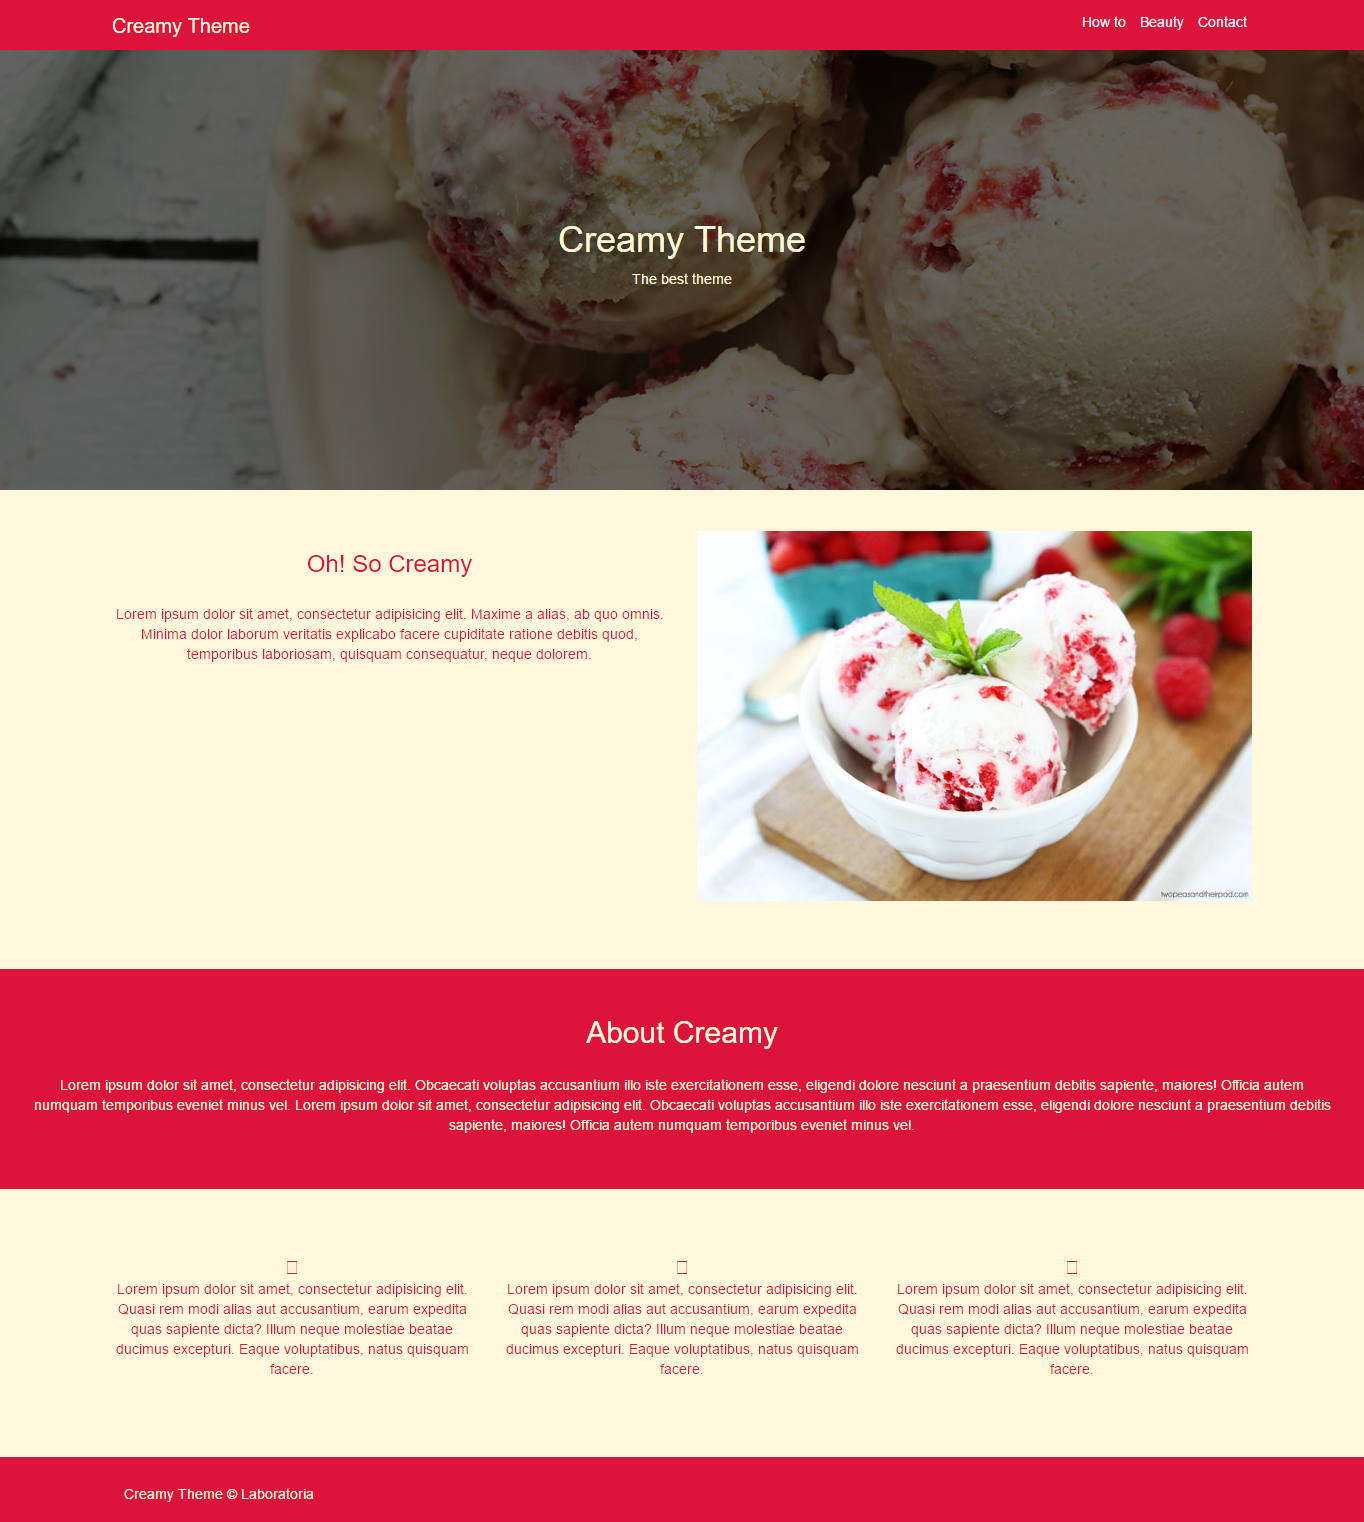 Creamy Theme
How to Beauty Contact
Creamy Theme
The best theme
Oh! So Creamy
Lorem ipsum dolor sit amet, consectetur adipisicing elit. Maxime a alias, ab quo omnis.
Minima dolor laborum veritatis explicabo facere cupiditate ratione debitis quod,
temporibus laboriosam, quisquam consequatur, neque dolorem.
twopeasandtheirpod.com
About Creamy
Lorem ipsum dolor sit amet, consectetur adipisicing elit. Obcaecati voluptas accusantium illo iste exercitationem esse, eligendi dolore nesciunt a praesentium debitis sapiente, maiores! Officia autem
numquam temporibus eveniet minus vel. Lorem ipsum dolor sit amet, consectetur adipisicing elit. Obcaecati voluptas accusantium illo iste exercitationem esse, eligendi dolore nesciunt a praesentium debitis
sapiente, maiores! Officia autem numquam temporibus eveniet minus vel.
Lorem ipsum dolor sit amet, consectetur adipisicing elit.
Quasi rem modi alias aut accusantium, earum expedita
quas sapiente dicta? Illum neque molestiae beatae
ducimus excepturi. Eaque voluptatibus, natus quisquam
facere.
Lorem ipsum dolor sit amet, consectetur adipisicing elit.
Quasi rem modi alias aut accusantium, earum expedita
quas sapiente dicta? Illum neque molestiae beatae
ducimus excepturi. Eaque voluptatibus, natus quisquam
facere.
Lorem ipsum dolor sit amet, consectetur adipisicing elit.
Quasi rem modi alias aut accusantium, earum expedita
quas sapiente dicta? Illum neque molestiae beatae
ducimus excepturi. Eaque voluptatibus, natus quisquam
facere.
Creamy Theme © Laboratoria